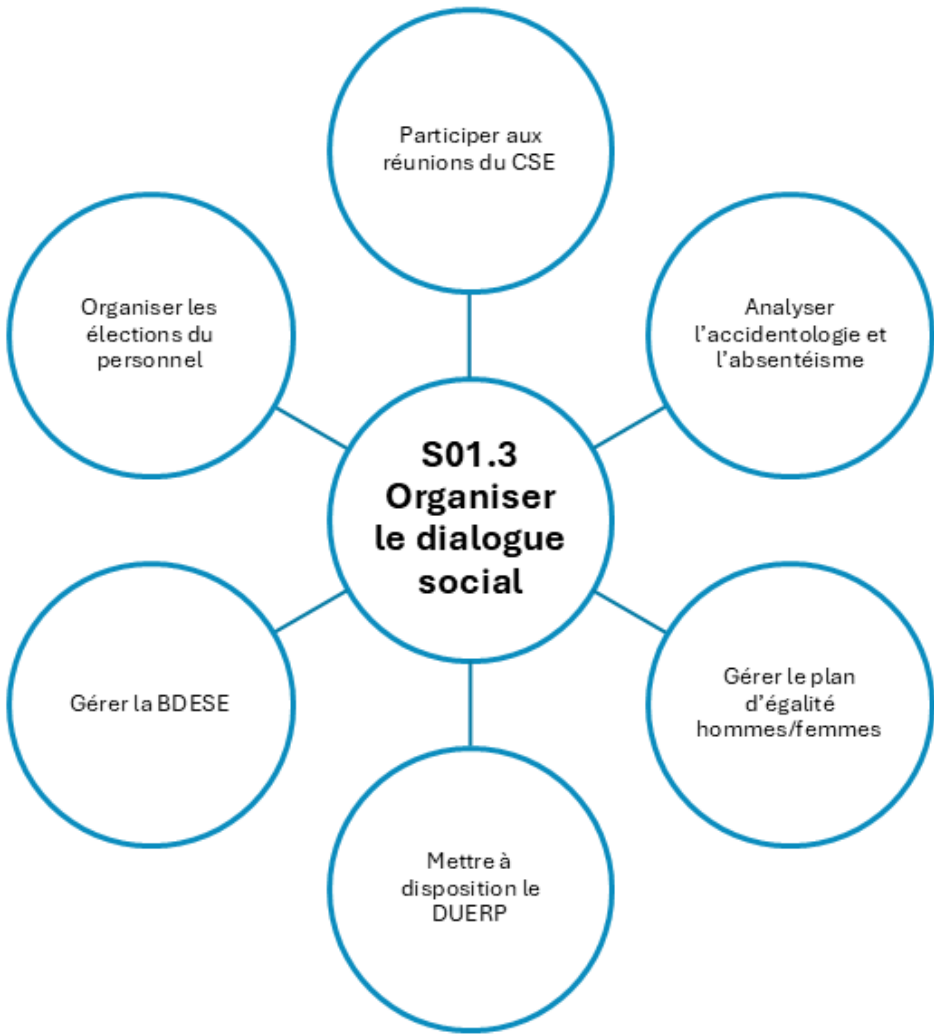 Participer aux
réunions du CSE
Analyser
l'accidentologie et
l'absentéisme
Gérer le plan
d'égalité
hommes/femmes
Mettre à
disposition le
DUERP
Gérer la BDESE
Organiser les
élections du
personnel
S01.3
Organiser
le dialogue
social